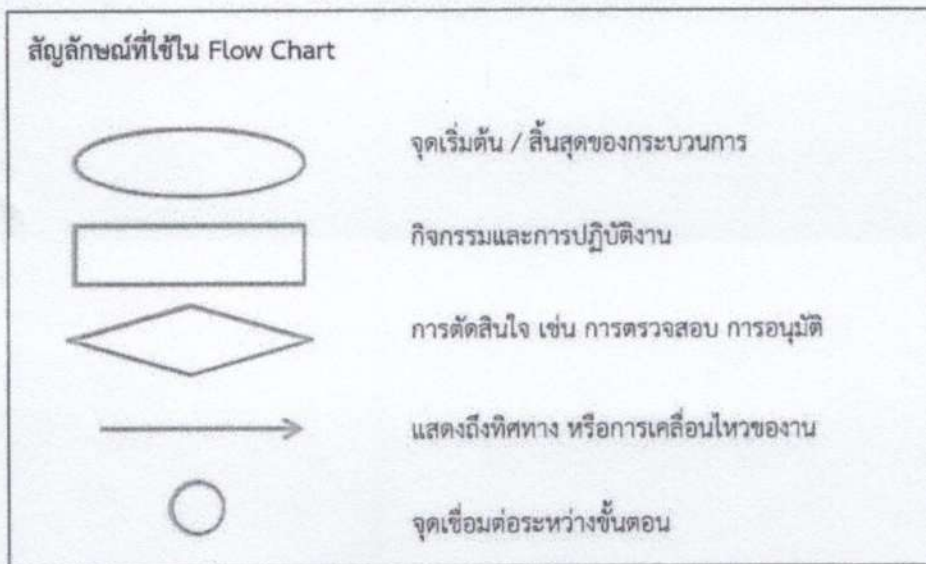 สัญลักษณ์ที่ใช้ใน Flow Chart
จุดเริ่มต้น / สิ้นสุดของกระบวนการ
กิจกรรมและการปฏิบัติงาน
การตัดสินใจ เช่น การตรวจสอบ การอนุมัติ
แสดงถึงทิศทาง หรือการเคลื่อนไหวของงาน
จุดเชื่อมต่อระหว่างขั้นตอน